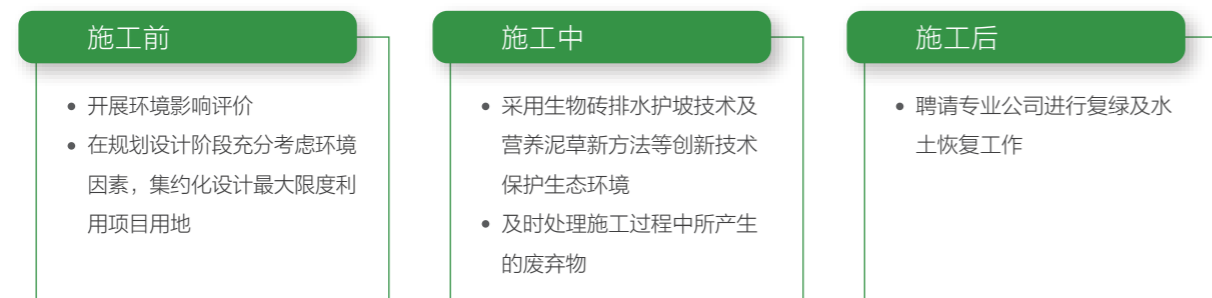 施工前
• 开展环境影响评价
• 在规划设计阶段充分考虑环境
因素，集约化设计最大限度利
用项目用地
施工中
• 采用生物砖排水护坡技术及
营养泥草新方法等创新技术
保护生态环境
• 及时处理施工过程中所产生
的废弃物
施工后
• 聘请专业公司进行复绿及水
土恢复工作